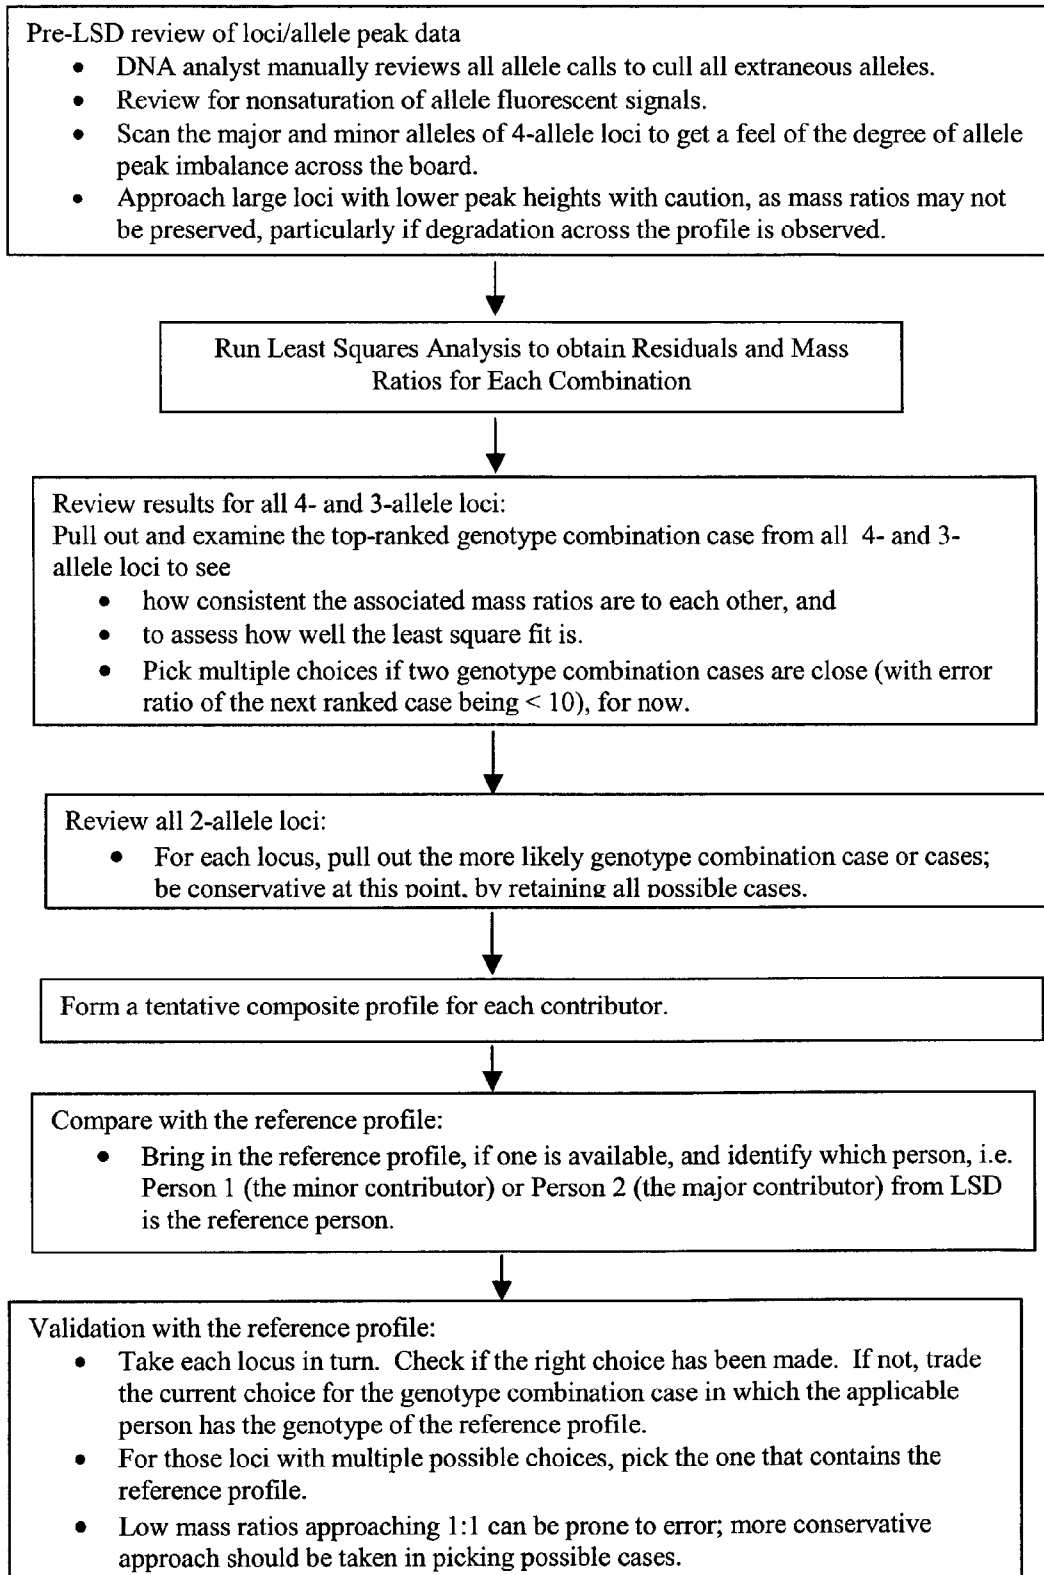 Pre-LSD review of loci/allele peak data
• DNA analyst manually reviews all allele calls to cull all extraneous alleles.
• Review for nonsaturation of allele fluorescent signals.
• Scan the major and minor alleles of 4-allele loci to get a feel of the degree of allele
peak imbalance across the board.
• Approach large loci with lower peak heights with caution, as mass ratios may not
be preserved, particularly if degradation across the profile is observed.
Run Least Squares Analysis to obtain Residuals and Mass
Ratios for Each Combination
Review results for all 4- and 3-allele loci:
Pull out and examine the top-ranked genotype combination case from all 4- and 3-
allele loci to see
• how consistent the associated mass ratios are to each other, and
• to assess how well the least square fit is.
• Pick multiple choices if two genotype combination cases are close (with error
ratio of the next ranked case being < 10), for now.
Review all 2-allele loci:
• For each locus, pull out the more likely genotype combination case or cases;
be conservative at this point, by retaining all possible cases.
Form a tentative composite profile for each contributor.
Compare with the reference profile:
• Bring in the reference profile, if one is available, and identify which person, i.e.
Person 1 (the minor contributor) or Person 2 (the major contributor) from LSD
is the reference person.
Validation with the reference profile:
• Take each locus in turn. Check if the right choice has been made. If not, trade
the current choice for the genotype combination case in which the applicable
person has the genotype of the reference profile.
• For those loci with multiple possible choices, pick the one that contains the
reference profile.
• Low mass ratios approaching 1:1 can be prone to error; more conservative
approach should be taken in picking possible cases.